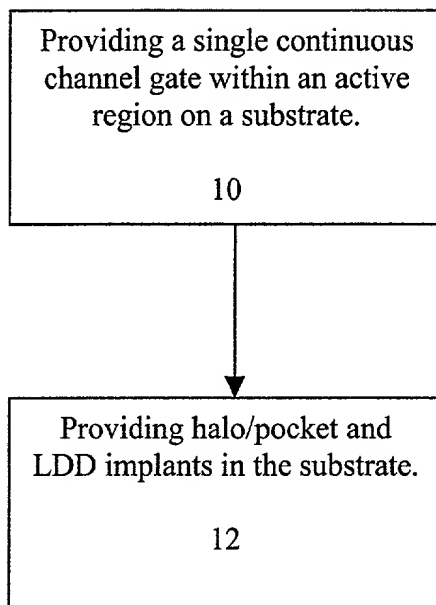 Providing a single continuous
channel gate within an active
region on a substrate.
10
Providing halo/pocket and
LDD implants in the substrate.
12